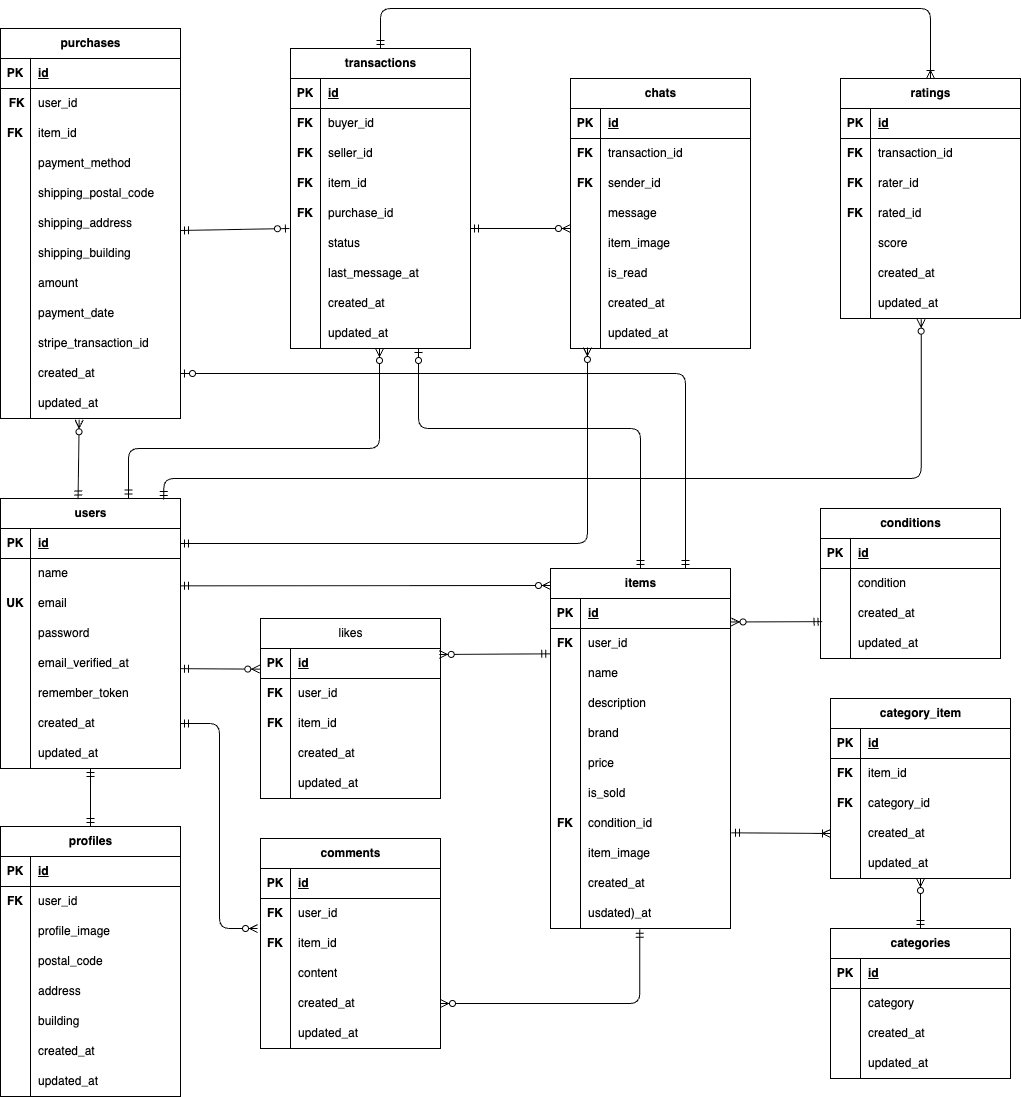 purchases
PK id
FK user_id
FK item_id
payment_method
shipping_postal_code
shipping_address
shipping_building
amount
payment_date
stripe_transaction_id
created_at
updated_at
transactions
PK id
FK buyer_id
FK seller_id
FK item_id
FK purchase_id
status
last_message_at
created_at
updated_at
chats
PK id
FK transaction_id
FK sender_id
message
item_image
is_read
created_at
updated_at
ratings
PK id
FK transaction_id
FK rater_id
FK rated_id
score
created_at
updated_at
users
PK id
name
UK email
password
email_verified_at
remember_token
created_at
updated_at
likes
PK id
FK user_id
FK item_id
created_at
updated_at
items
PK id
FK user_id
name
description
brand
price
is_sold
FK condition_id
item_image
created_at
usdated)_at
conditions
PK id
condition
created_at
updated_at
category_item
PK id
FK item_id
FK category_id
created_at
updated_at
profiles
PK id
FK user_id
profile_image
postal_code
address
building
created_at
updated_at
comments
PK id
FK user_id
FK item_id
content
created_at
updated_at
categories
PK id
category
created_at
updated_at